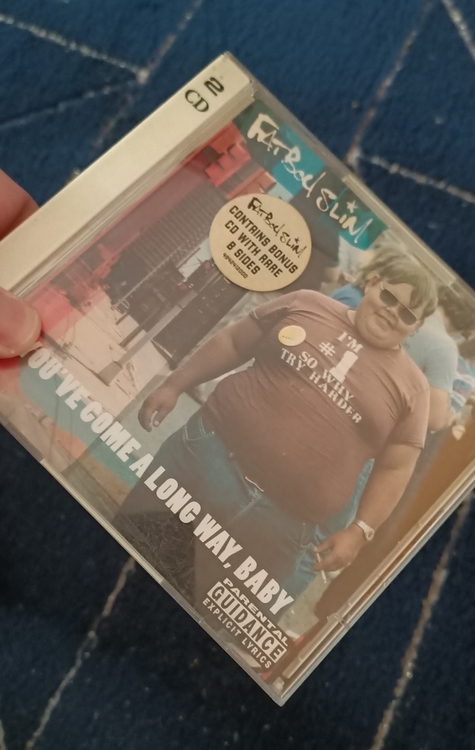 2
CD
FATBOY SLIM
FATBOY SLIM
CONTAINS BONUS
CD WITH RARE
B SIDES
I'M
#1
SO WHY
TRY HARDER
YOU'VE COME A LONG WAY, BABY
PARENTAL
GUIDANCE
EXPLICIT LYRICS